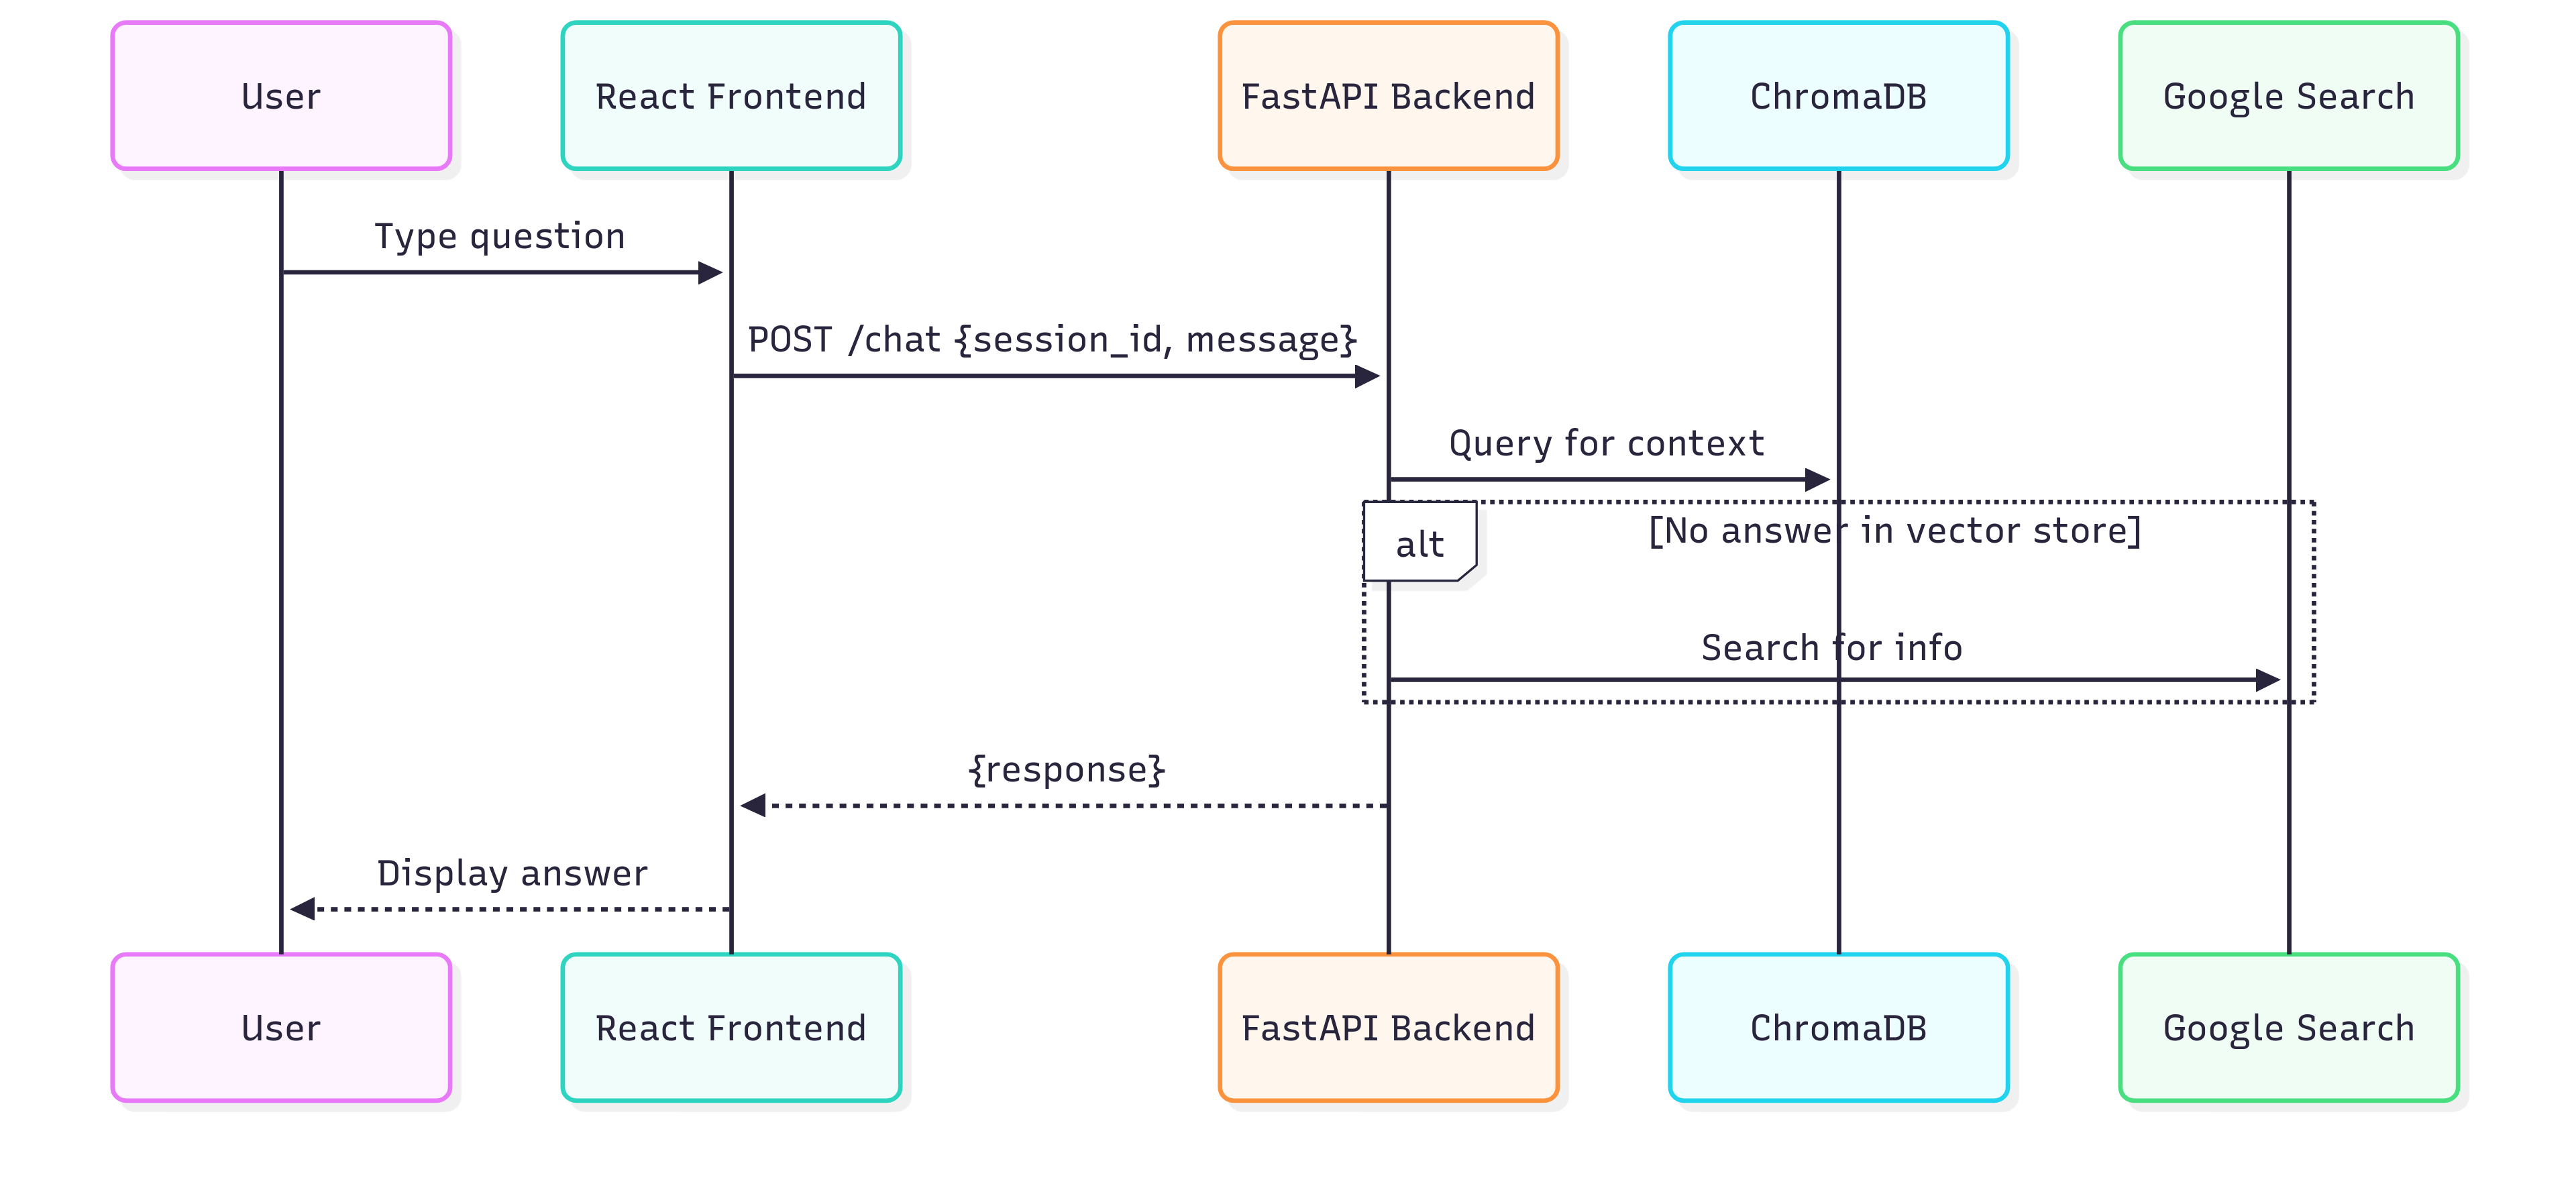 User
React Frontend
FastAPI Backend
ChromaDB
Google Search
Type question
POST /chat {session_id, message}
Query for context
alt
[No answer in vector store]
Search for info
{response}
Display answer
User
React Frontend
FastAPI Backend
ChromaDB
Google Search